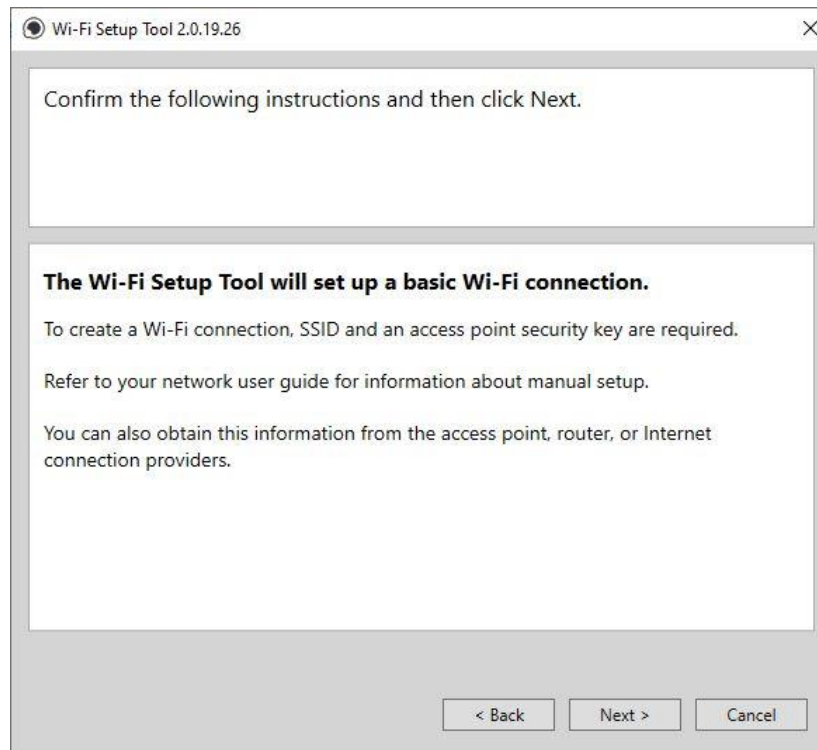 Wi-Fi Setup Tool 2.0.19.26
Confirm the following instructions and then click Next.
The Wi-Fi Setup Tool will set up a basic Wi-Fi connection.
To create a Wi-Fi connection, SSID and an access point security key are required.
Refer to your network user guide for information about manual setup.
You can also obtain this information from the access point, router, or Internet
connection providers.
< Back Next > Cancel